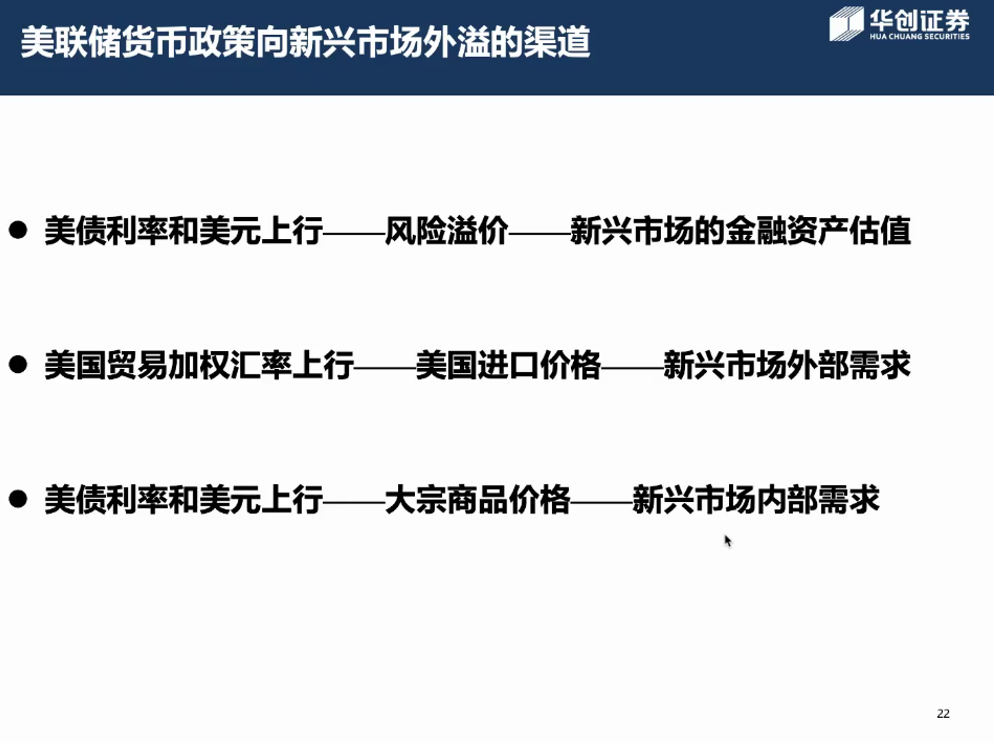 美联储货币政策向新兴市场外溢的渠道
华创证券
HUA CHUANG SECURITIES
● 美债利率和美元上行——风险溢价——新兴市场的金融资产估值
● 美国贸易加权汇率上行——美国进口价格——新兴市场外部需求
● 美债利率和美元上行——大宗商品价格——新兴市场内部需求
22